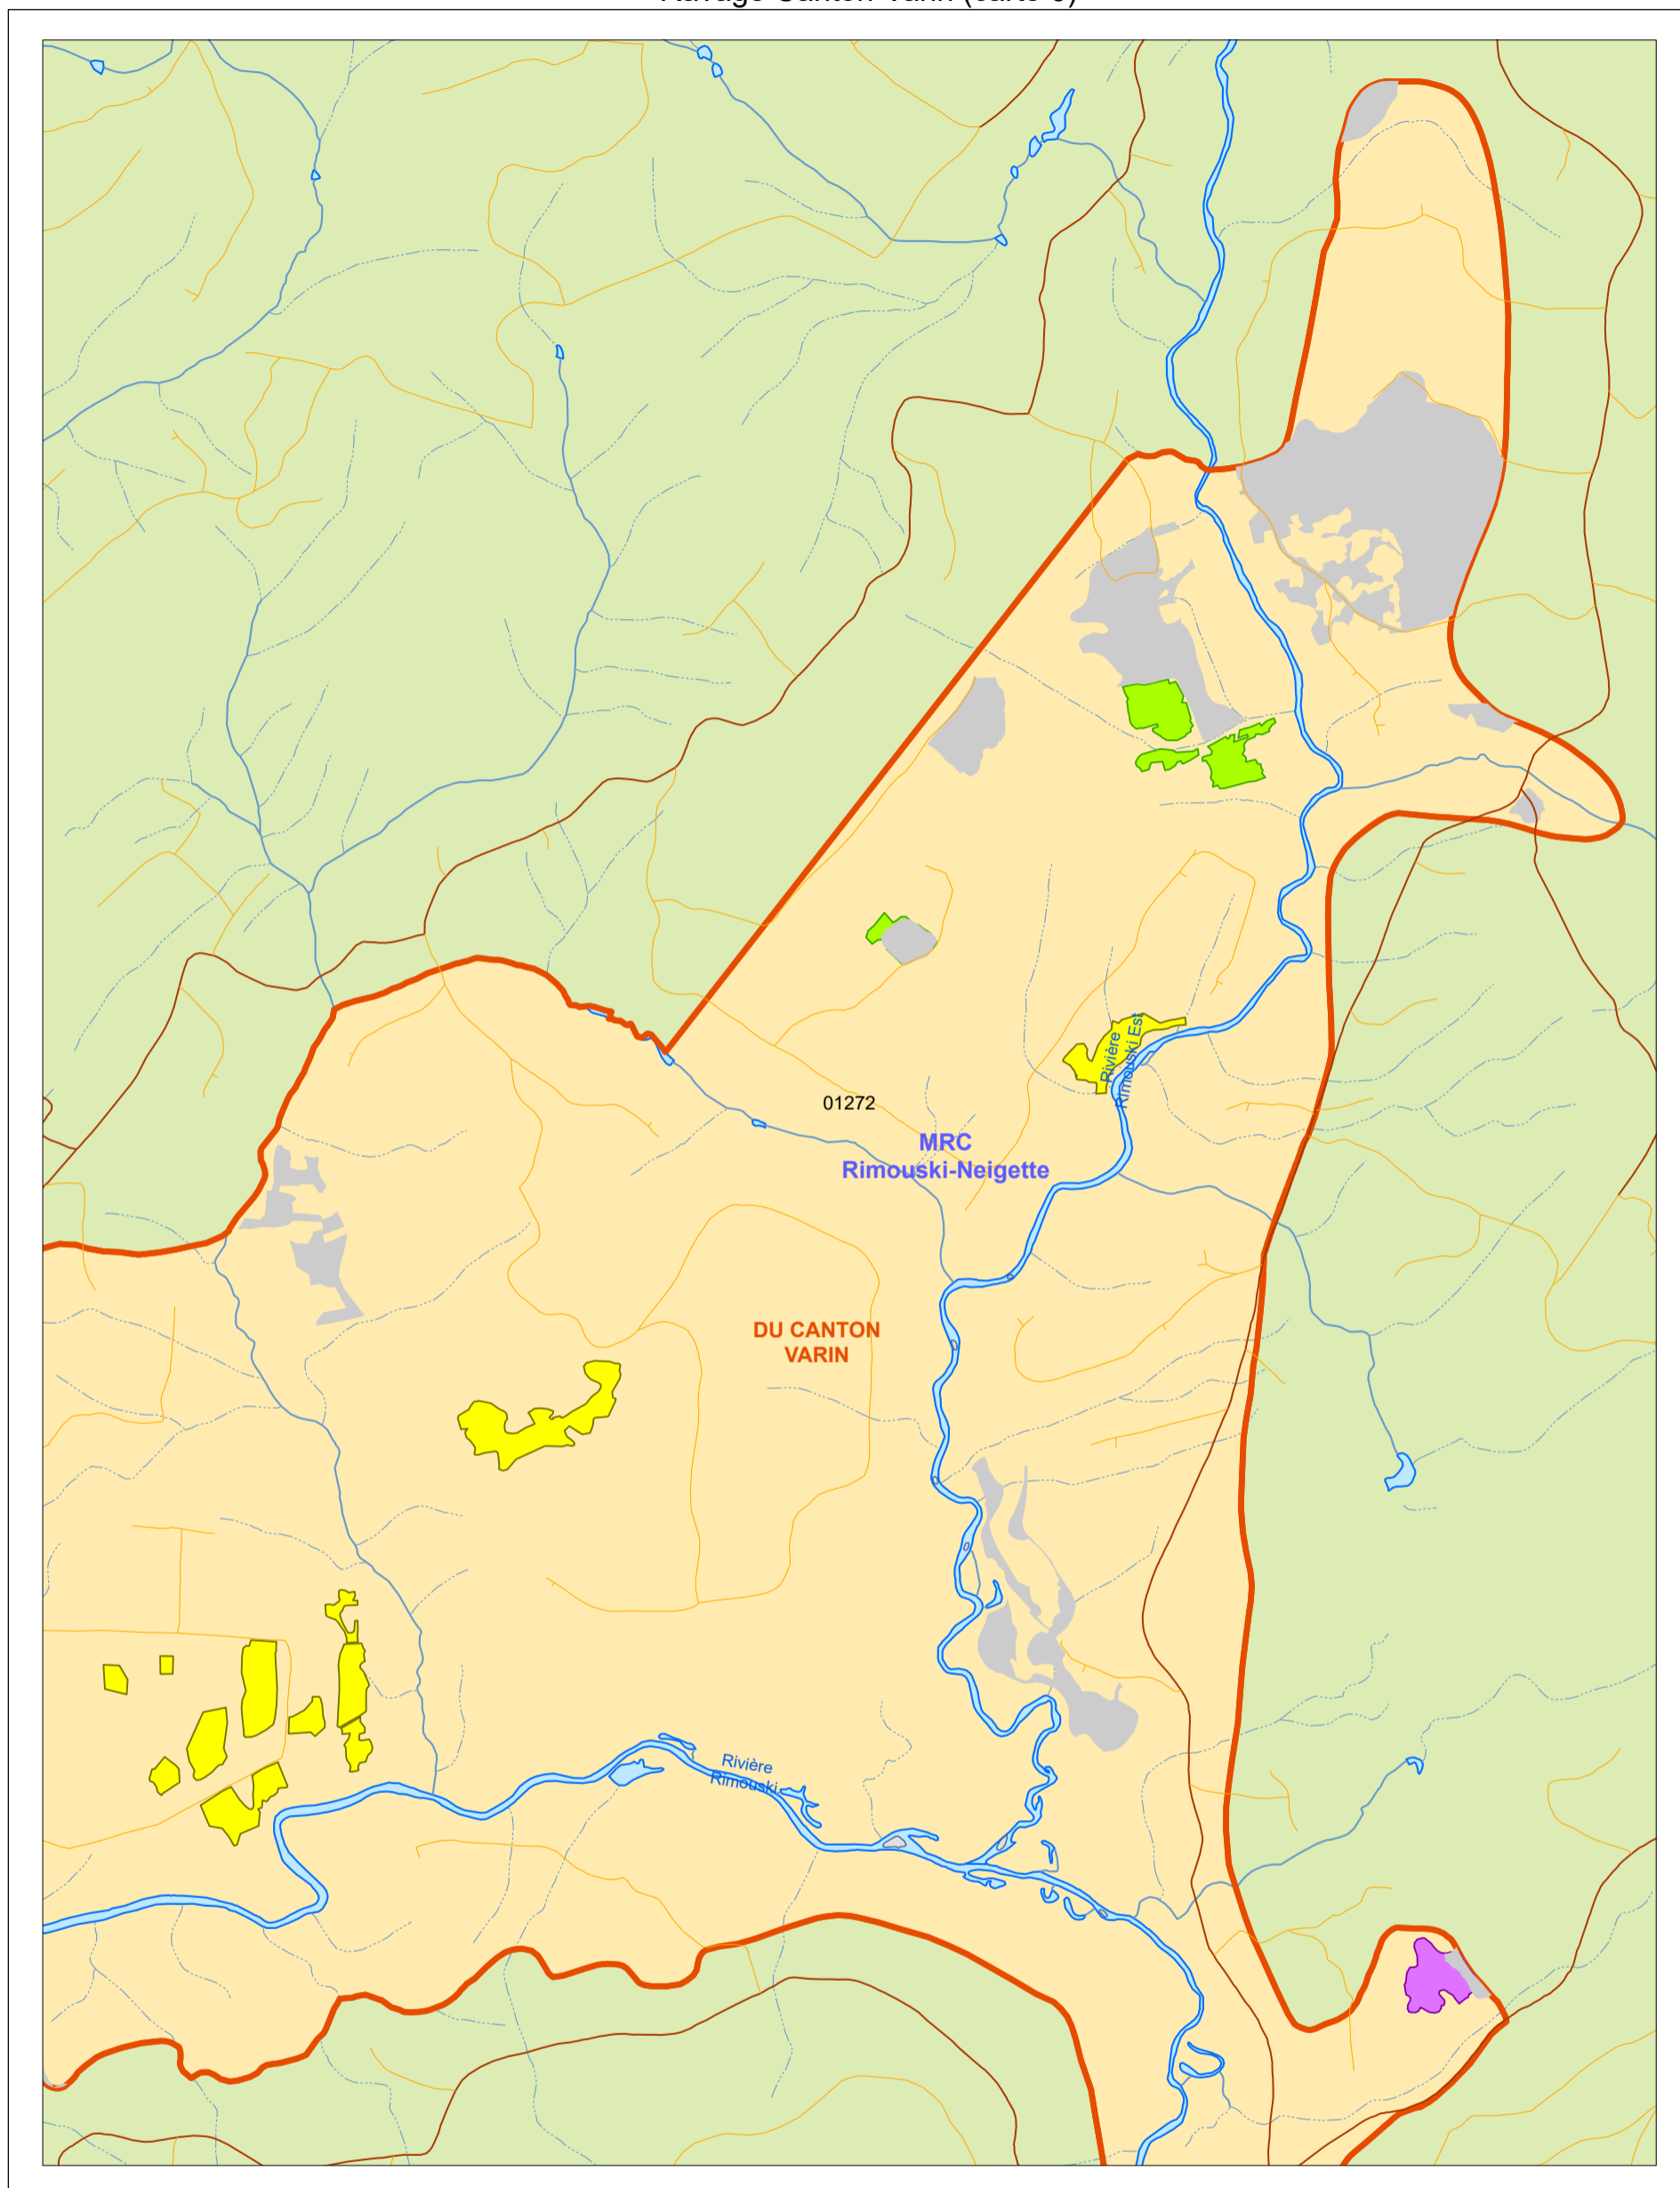 01272
MRC
Rimouski-Neigette
Rivière
Rimouski Est
DU CANTON
VARIN
Rivière
Rimouski